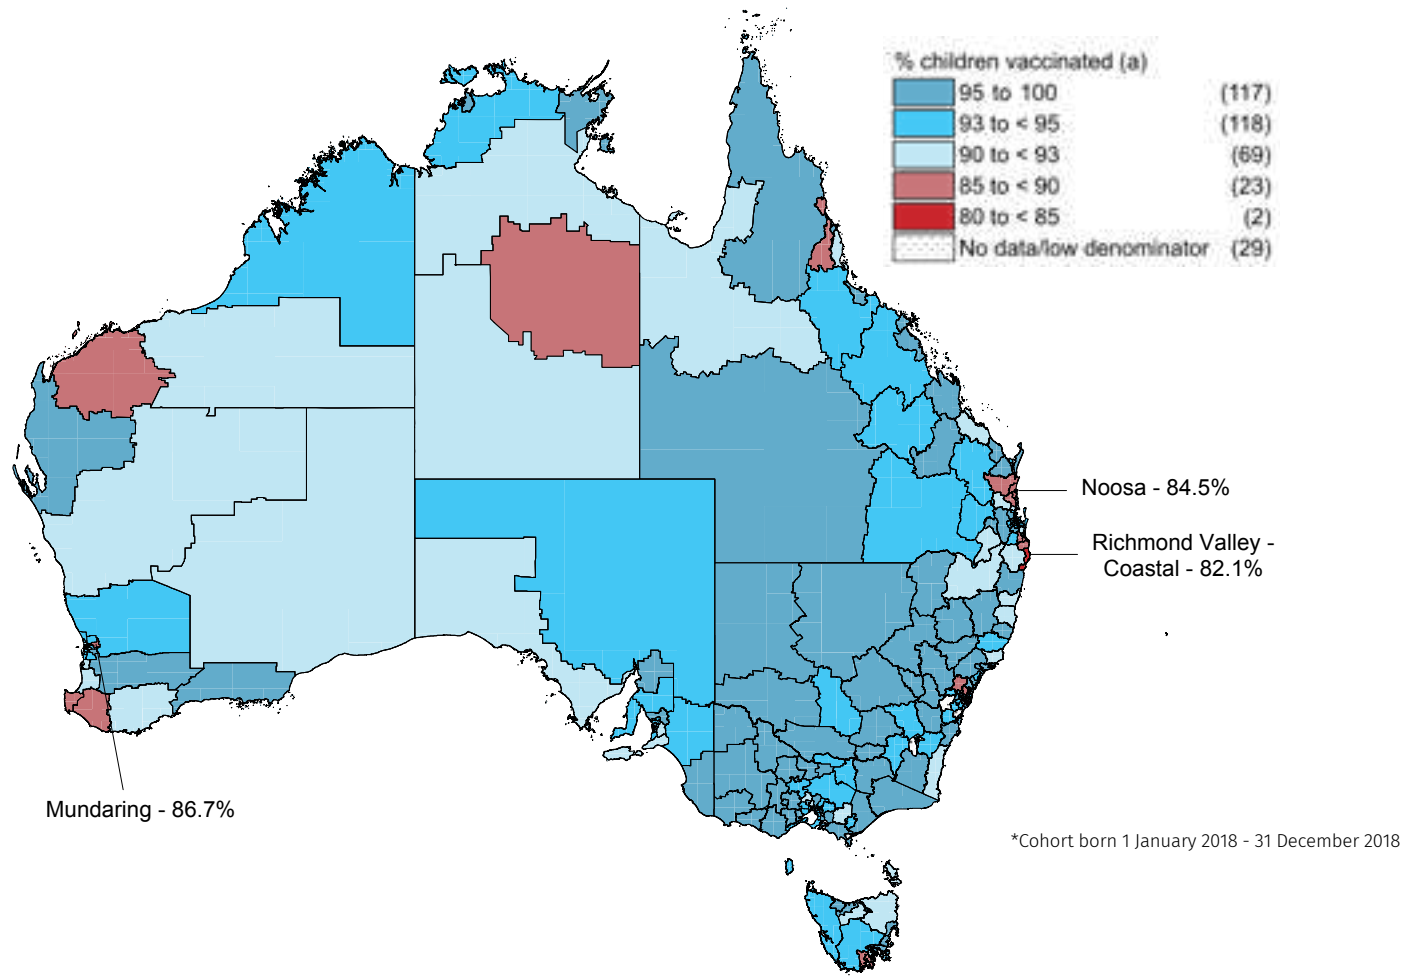 % children vaccinated (a)
95 to 100 (117)
93 to < 95 (118)
90 to < 93 (69)
85 to < 90 (23)
80 to < 85 (2)
No data/low denominator (29)
Noosa - 84.5%
Richmond Valley -
Coastal - 82.1%
Mundaring - 86.7%
*Cohort born 1 January 2018 - 31 December 2018